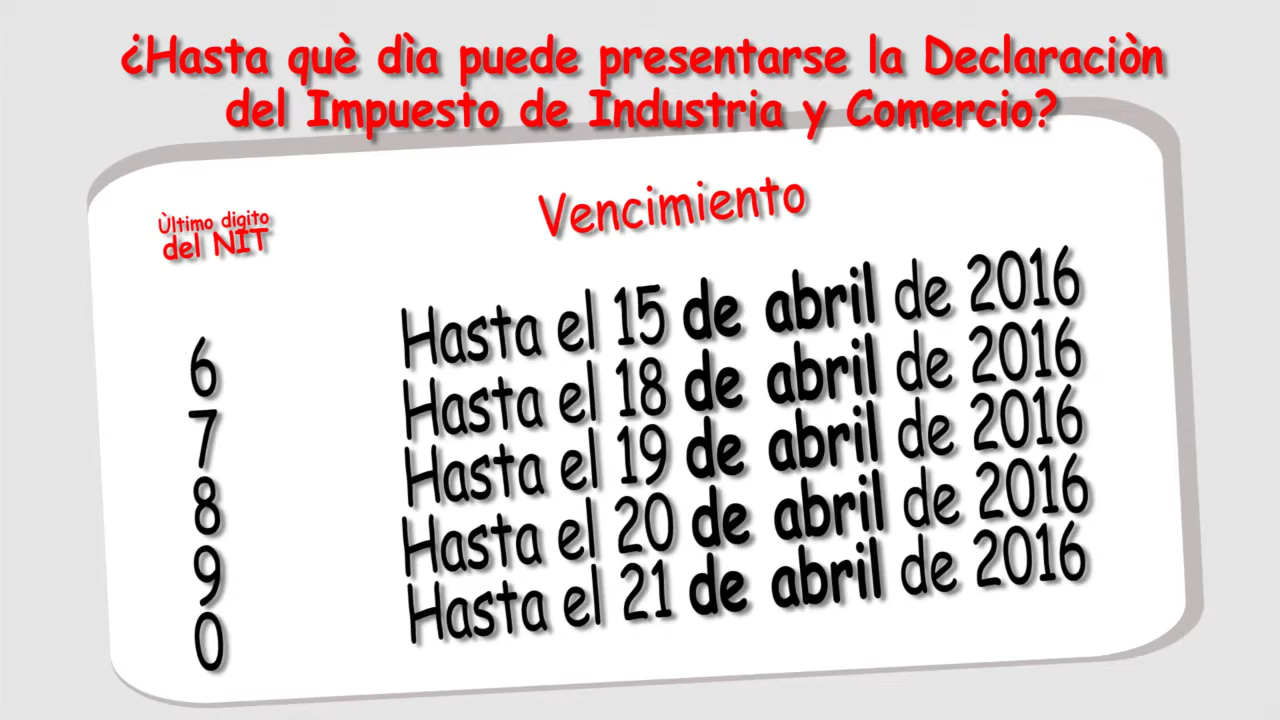 ¿Hasta què dìa puede presentarse la Declaraciòn
del Impuesto de Industria y Comercio?
Ùltimo digito
del NIT
Vencimiento
6 Hasta el 15 de abril de 2016
7 Hasta el 18 de abril de 2016
8 Hasta el 19 de abril de 2016
9 Hasta el 20 de abril de 2016
0 Hasta el 21 de abril de 2016